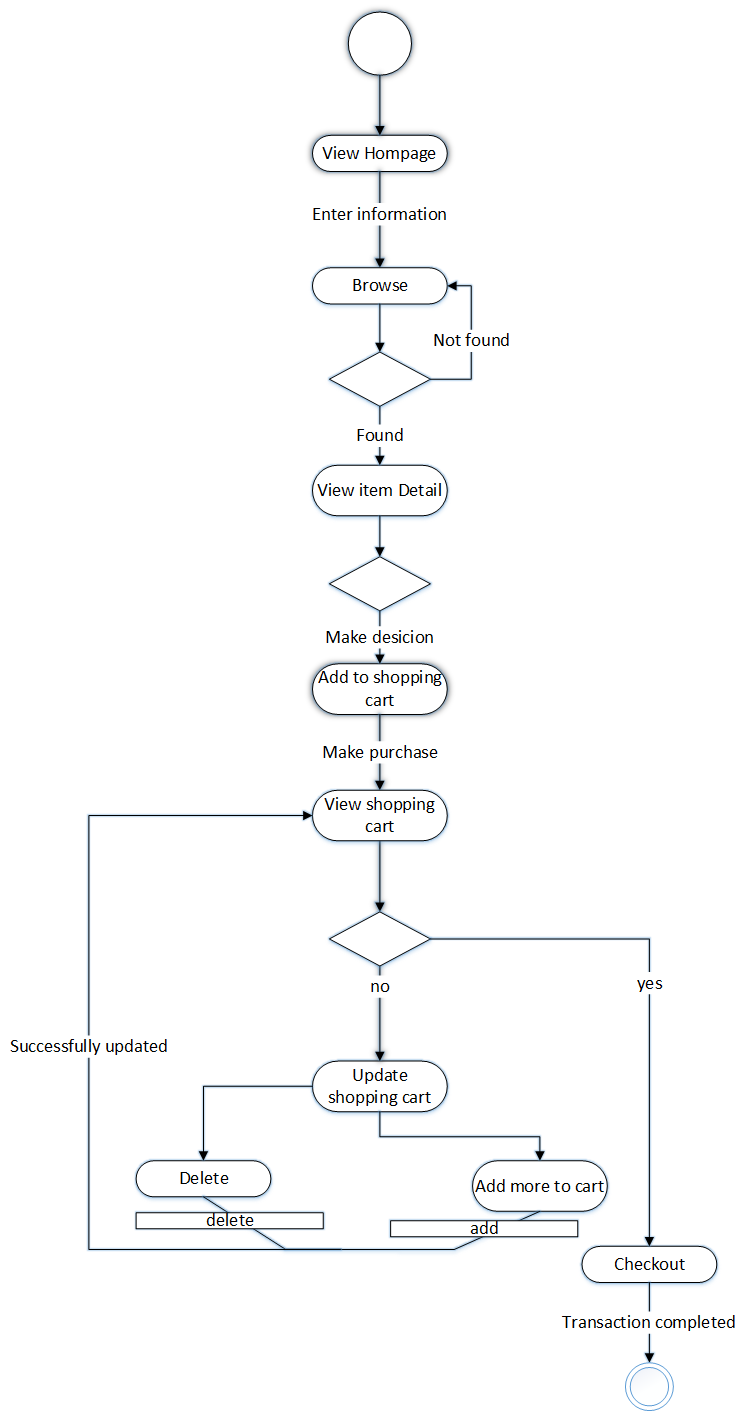 View Hompage
Enter information
Browse
Not found
Found
View item Detail
Make desicion
Add to shopping
cart
Make purchase
View shopping
cart
no
yes
Successfully updated
Update
shopping cart
Delete
Add more to cart
delete
add
Checkout
Transaction completed